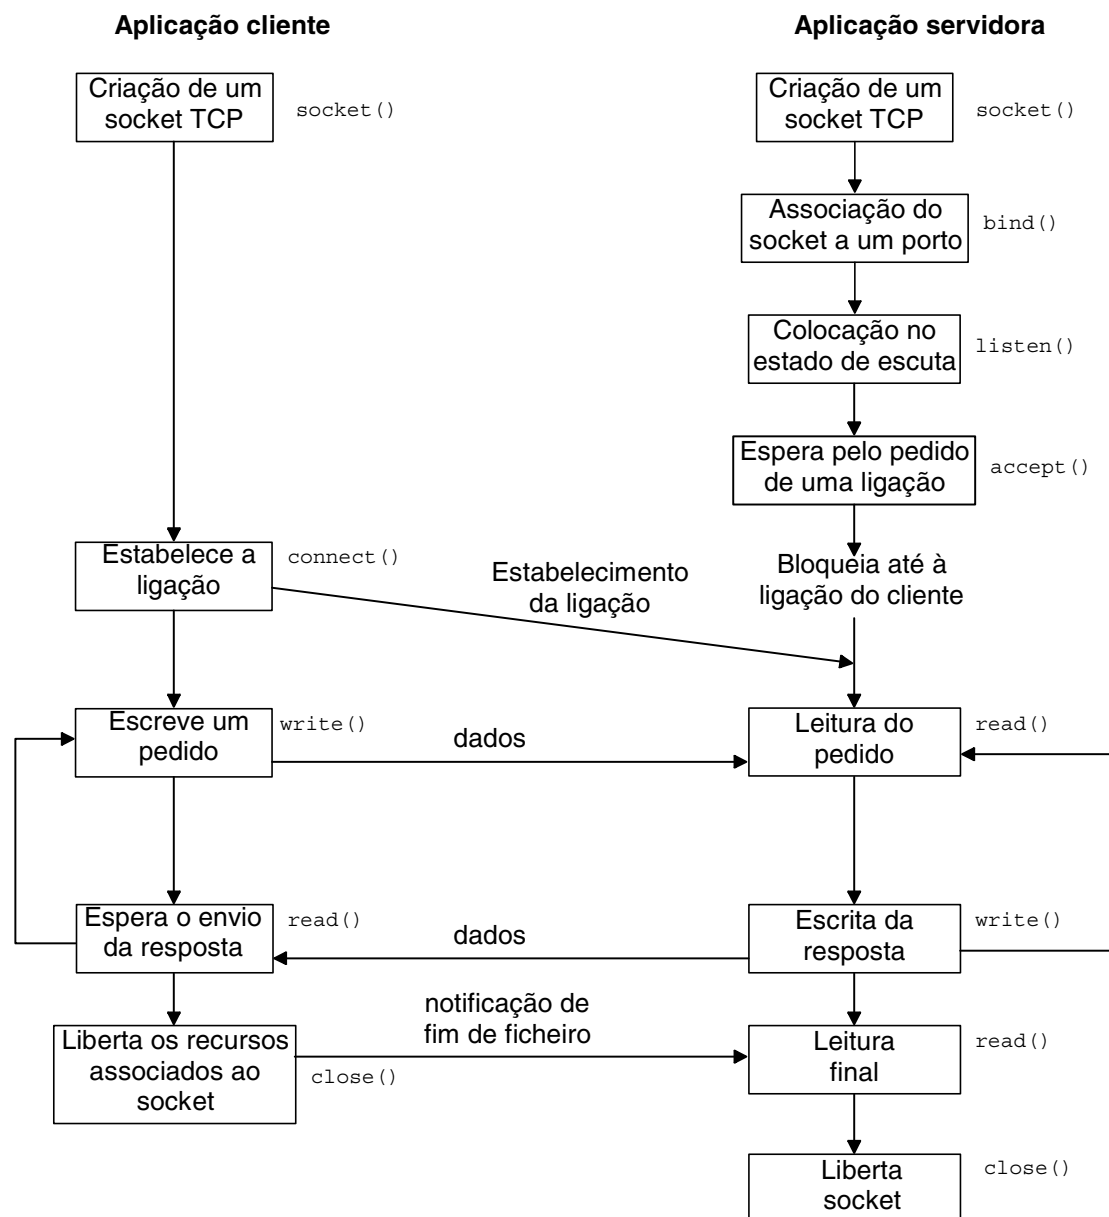 Aplicação cliente
Aplicação servidora
Criação de um
socket TCP
socket()
Criação de um
socket TCP
socket()
Associação do
socket a um porto
bind()
Colocação no
estado de escuta
listen()
Espera pelo pedido
de uma ligação
accept()
Estabelece a
ligação
connect()
Estabelecimento
da ligação
Bloqueia até à
ligação do cliente
Escreve um
pedido
write()
dados
Leitura do
pedido
read()
Espera o envio
da resposta
read()
dados
Escrita da
resposta
write()
Liberta os recursos
associados ao
socket
close()
notificação de
fim de ficheiro
Leitura
final
read()
Liberta
socket
close()